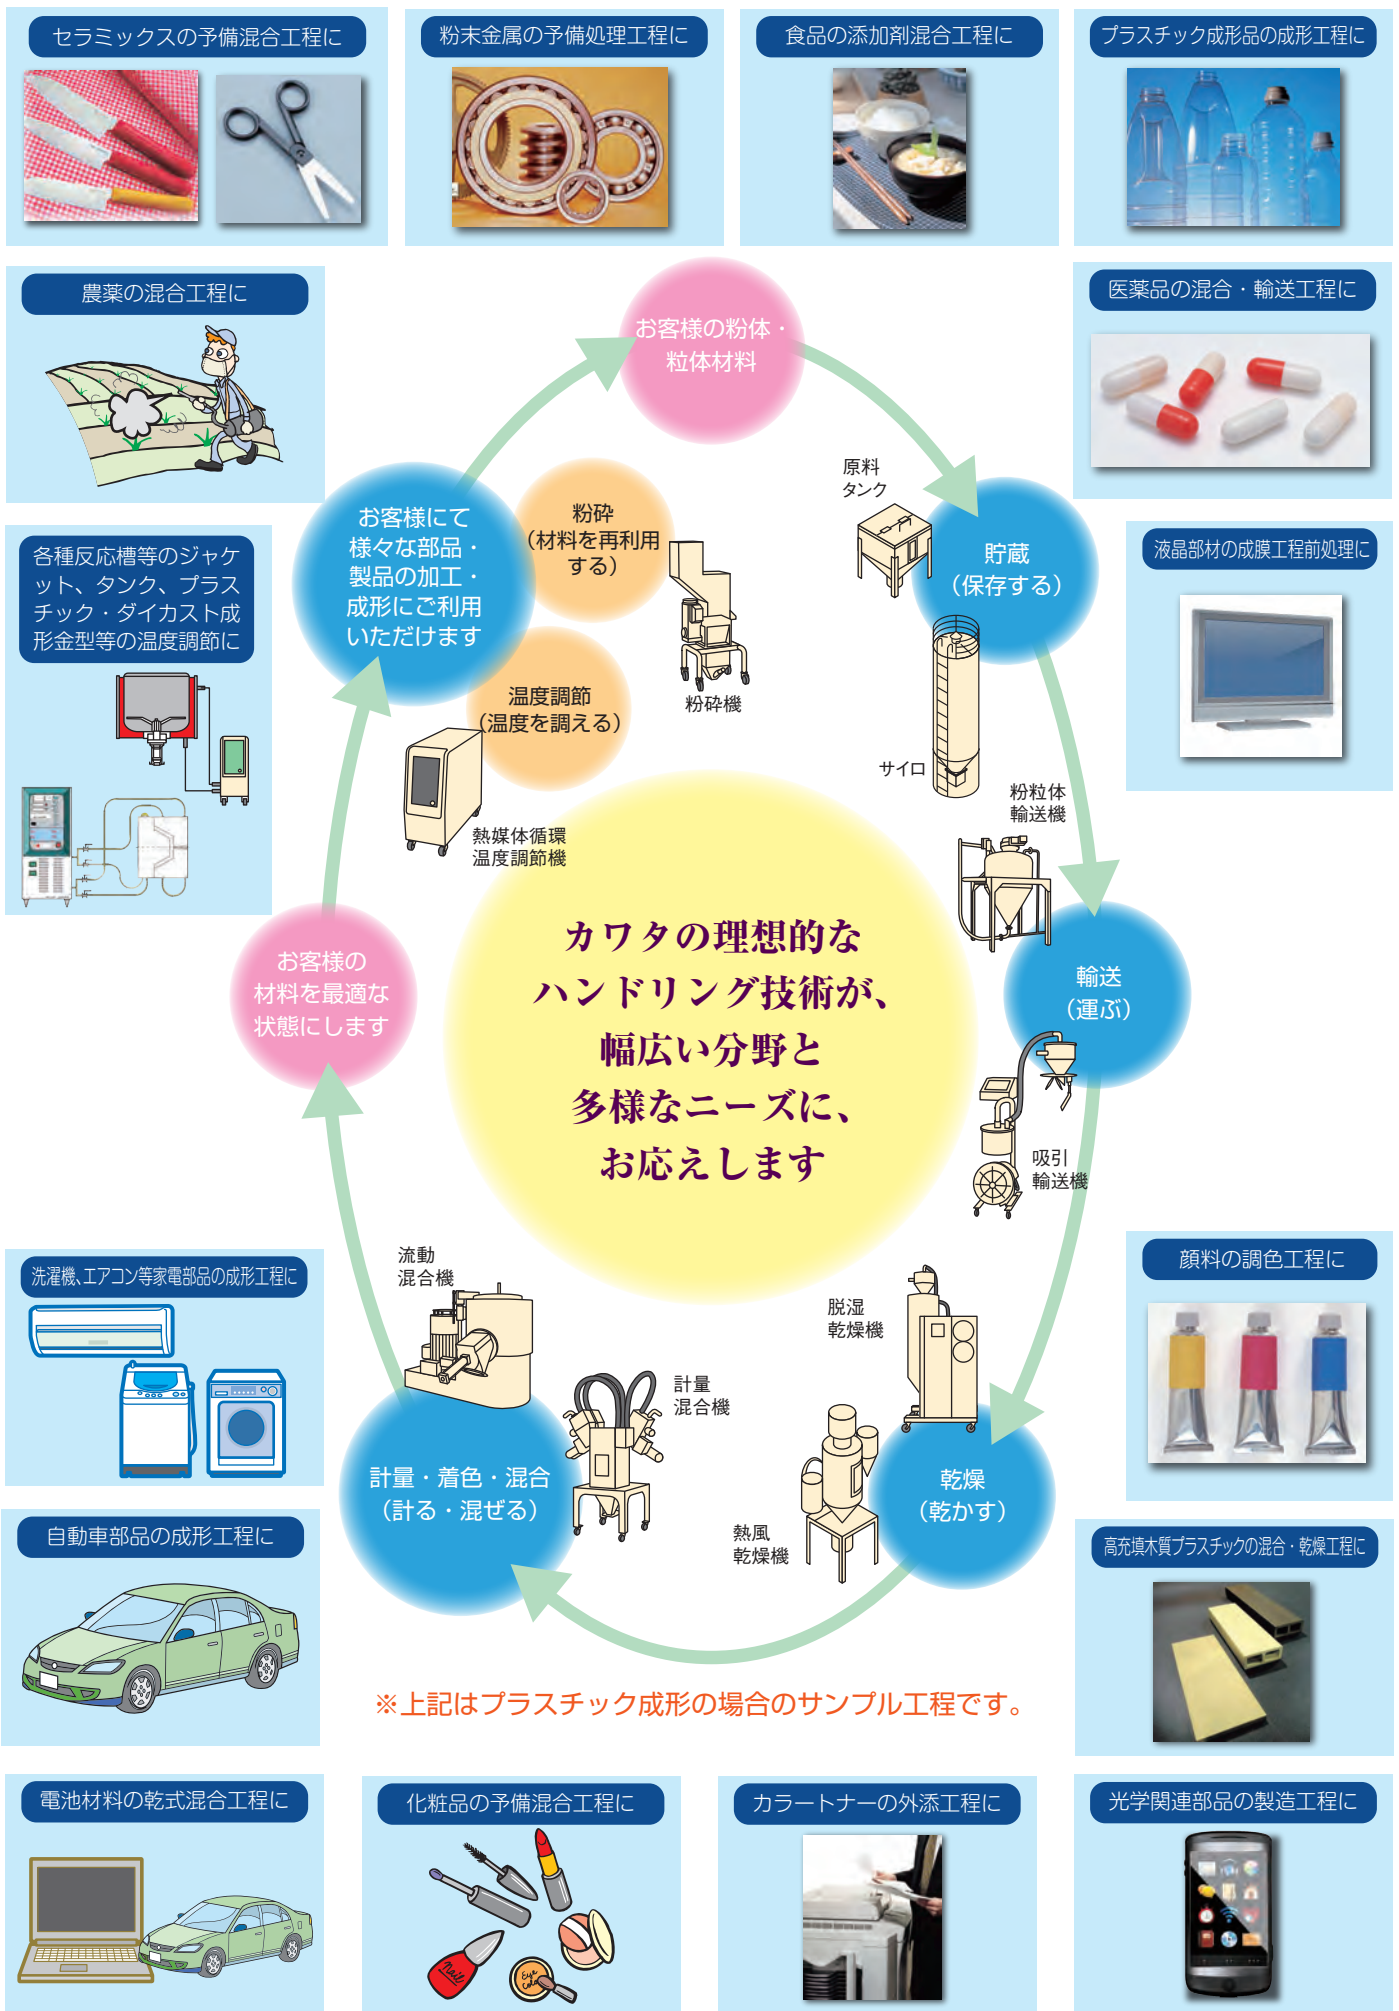 セラミックスの予備混合工程に
粉末金属の予備処理工程に
食品の添加剤混合工程に
プラスチック成形品の成形工程に
農薬の混合工程に
医薬品の混合・輸送工程に
お客様の粉体・
粒体材料
原料
タンク
貯蔵
（保存する）
お客様にて
様々な部品・
製品の加工・
成形にご利用
いただけます
粉砕
（材料を再利用
する）
粉砕機
温度調節
（温度を調える）
各種反応槽等のジャケ
ット、タンク、プラス
チック・ダイカスト成
形金型等の温度調節に
液晶部材の成膜工程前処理に
サイロ
粉粒体
輸送機
熱媒体循環
温度調節機
お客様の
材料を最適な
状態にします
カワタの理想的な
ハンドリング技術が、
幅広い分野と
多様なニーズに、
お応えします
輸送
（運ぶ）
吸引
輸送機
流動
混合機
計量
混合機
脱湿
乾燥機
熱風
乾燥機
洗濯機、エアコン等家電部品の成形工程に
顔料の調色工程に
計量・着色・混合
（計る・混ぜる）
乾燥
（乾かす）
自動車部品の成形工程に
高充填木質プラスチックの混合・乾燥工程に
※上記はプラスチック成形の場合のサンプル工程です。
電池材料の乾式混合工程に
化粧品の予備混合工程に
カラートナーの外添工程に
光学関連部品の製造工程に
Nail
Eye
Color